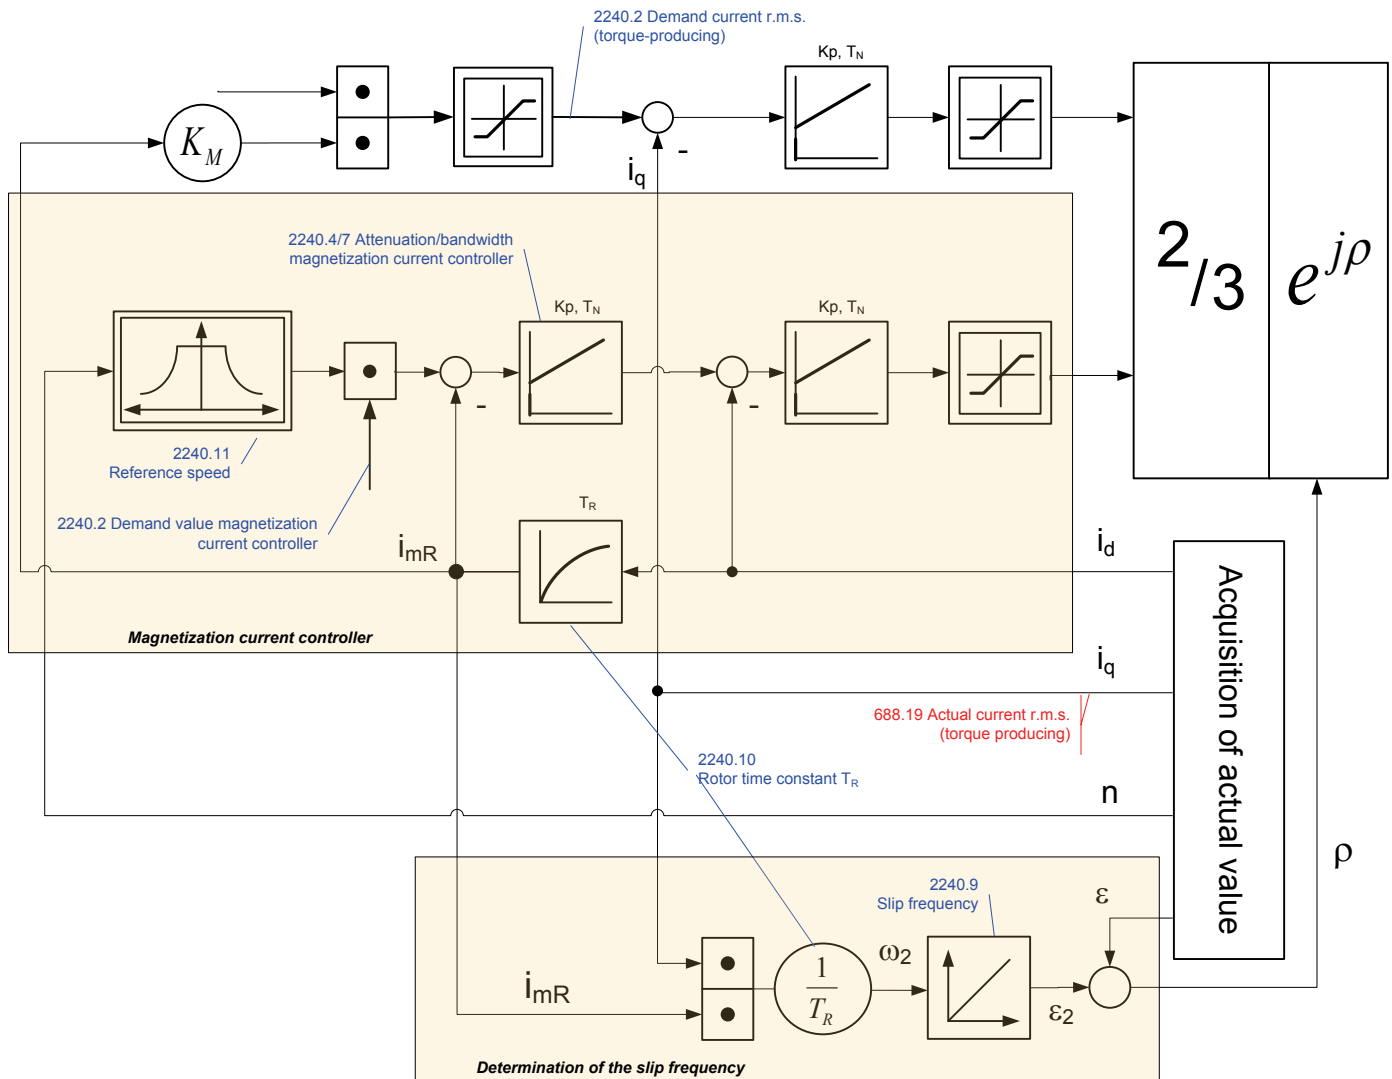 2240.2 Demand current r.m.s.
(torque-producing)
Kp, TN
KM
-
iq
2240.4/7 Attenuation/bandwidth
magnetization current controller
2/3
e^jρ
Kp, TN
Kp, TN
-
-
2240.11
Reference speed
2240.2 Demand value magnetization
current controller
TR
imR
id
Magnetization current controller
Acquisition of actual value
iq
688.19 Actual current r.m.s.
(torque producing)
2240.10
Rotor time constant TR
n
ρ
2240.9
Slip frequency
ε
ω2
imR
1
TR
ε2
Determination of the slip frequency